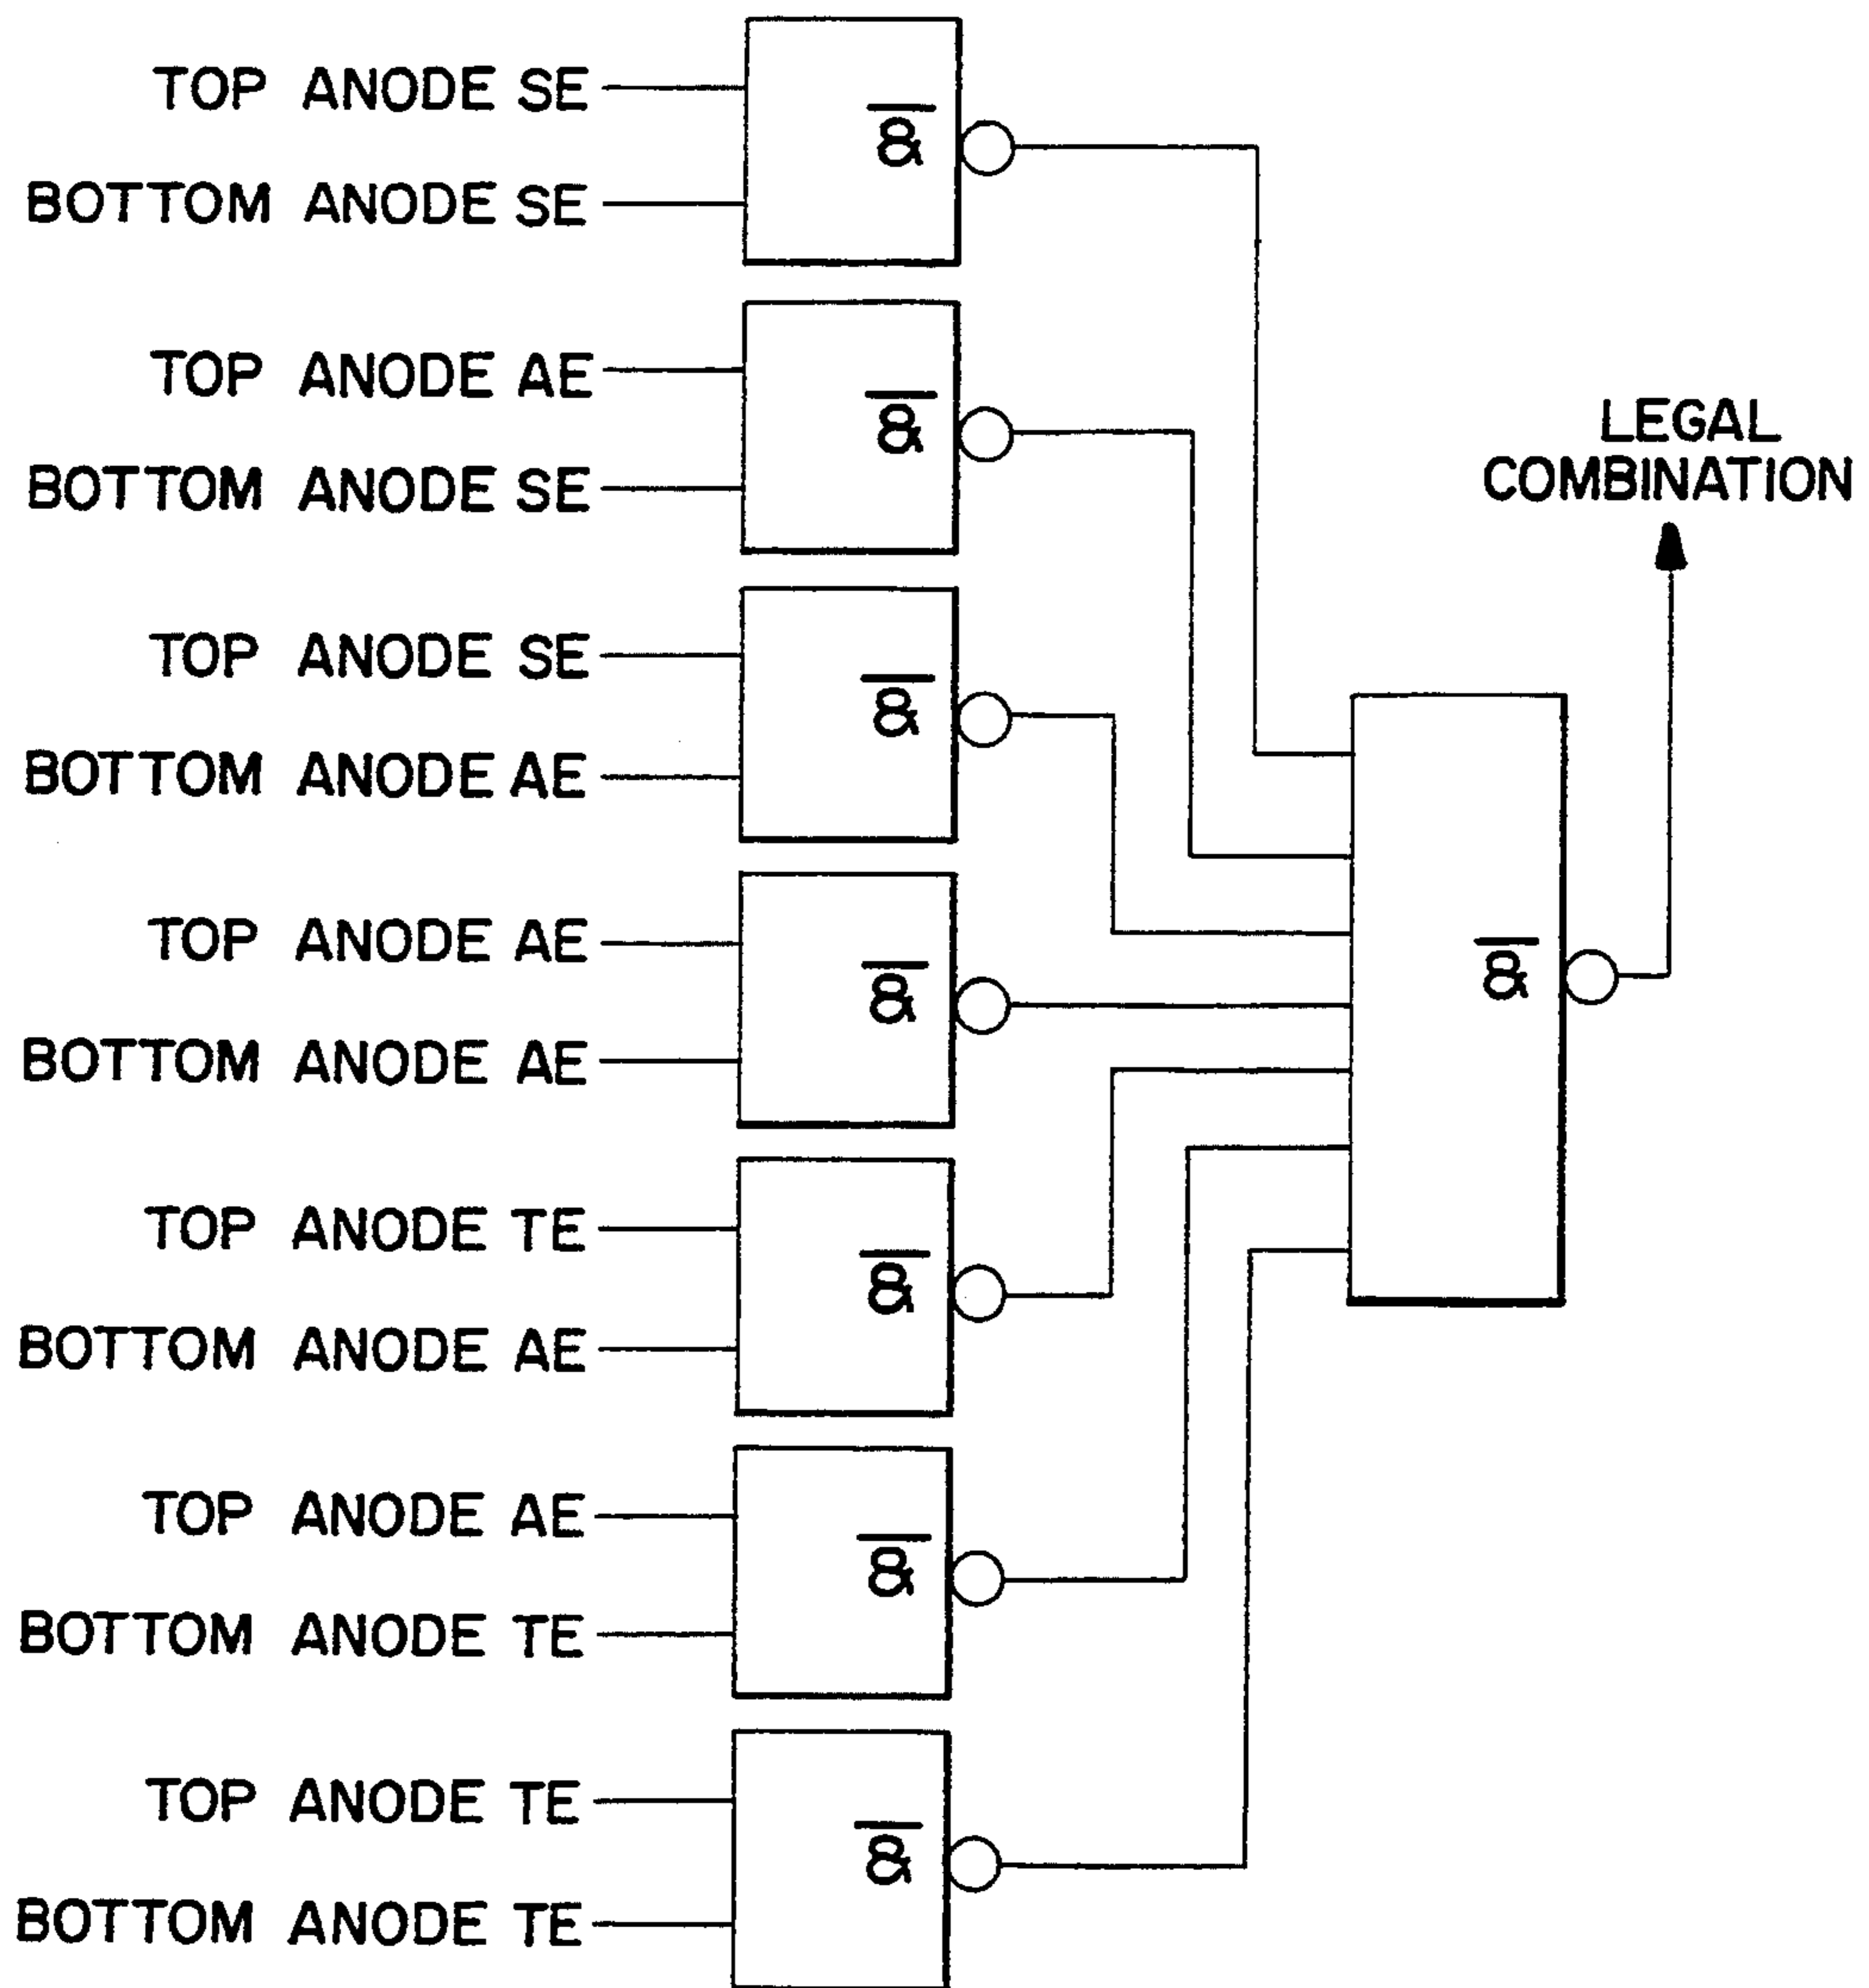 TOP ANODE SE
BOTTOM ANODE SE
&
TOP ANODE AE
BOTTOM ANODE SE
&
TOP ANODE SE
BOTTOM ANODE AE
&
TOP ANODE AE
BOTTOM ANODE AE
&
TOP ANODE TE
BOTTOM ANODE AE
&
TOP ANODE AE
BOTTOM ANODE TE
&
TOP ANODE TE
BOTTOM ANODE TE
&
&
LEGAL
COMBINATION